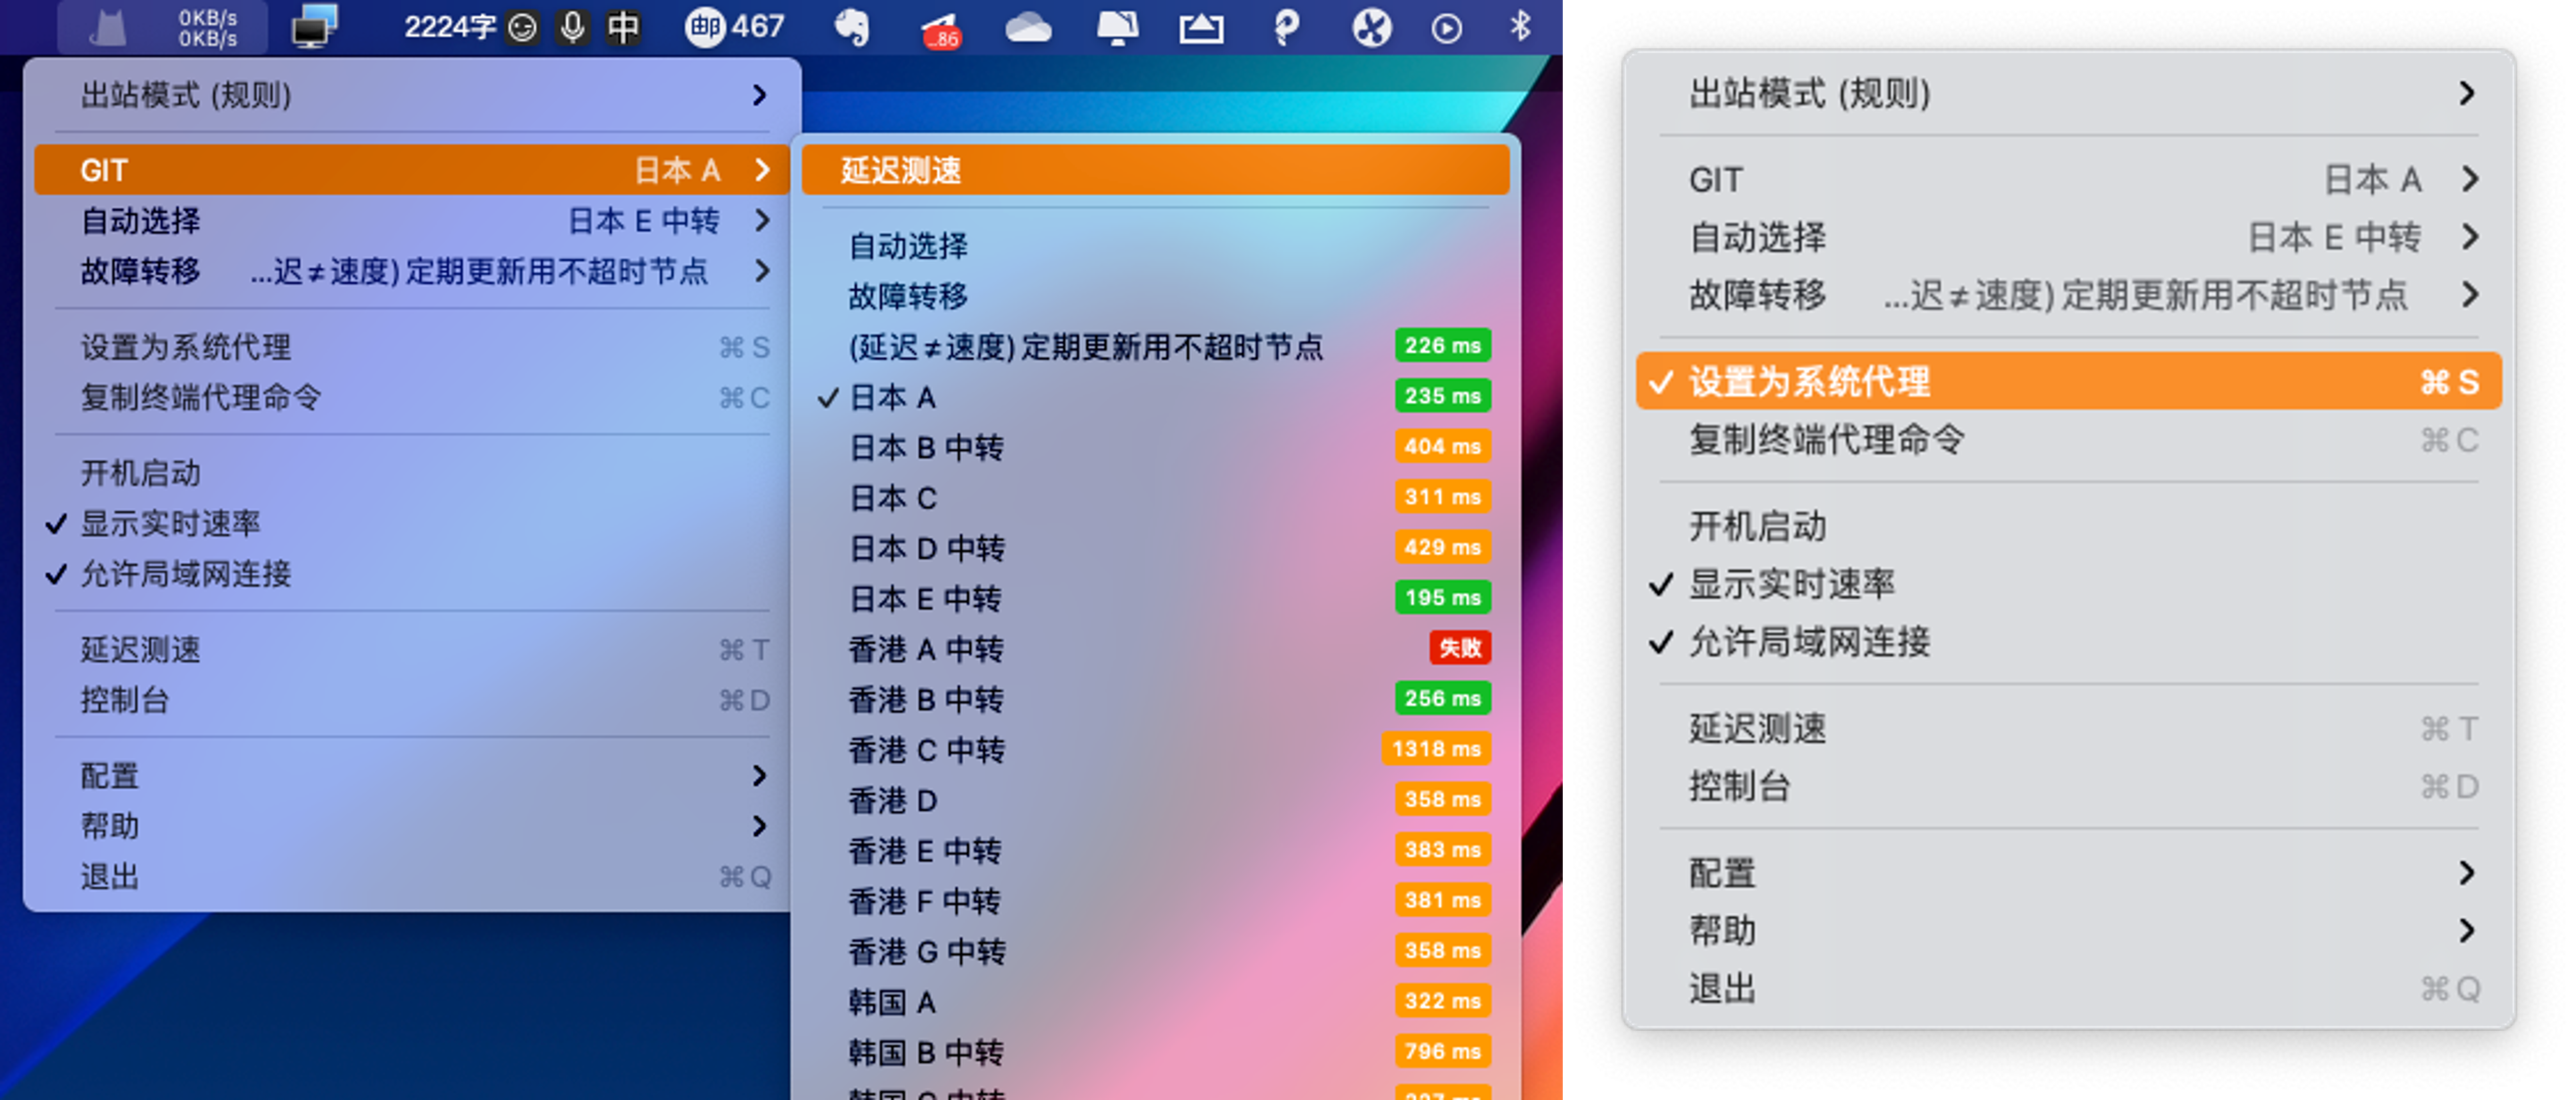 0KB/s
0KB/s
2224字 中 邮 467 ...86
出站模式 (规则)
GIT 日本 A
自动选择 日本 E 中转
故障转移 ...迟≠速度) 定期更新用不超时节点
设置为系统代理 ⌘ S
复制终端代理命令 ⌘ C
开机启动
✓ 显示实时速率
✓ 允许局域网连接
延迟测速 ⌘ T
控制台 ⌘ D
配置
帮助
退出 ⌘ Q
延迟测速
自动选择
故障转移
(延迟≠速度) 定期更新用不超时节点 226 ms
✓ 日本 A 235 ms
日本 B 中转 404 ms
日本 C 311 ms
日本 D 中转 429 ms
日本 E 中转 195 ms
香港 A 中转 失败
香港 B 中转 256 ms
香港 C 中转 1318 ms
香港 D 358 ms
香港 E 中转 383 ms
香港 F 中转 381 ms
香港 G 中转 358 ms
韩国 A 322 ms
韩国 B 中转 796 ms
出站模式 (规则)
GIT 日本 A
自动选择 日本 E 中转
故障转移 ...迟≠速度) 定期更新用不超时节点
✓ 设置为系统代理 ⌘ S
复制终端代理命令 ⌘ C
开机启动
✓ 显示实时速率
✓ 允许局域网连接
延迟测速 ⌘ T
控制台 ⌘ D
配置
帮助
退出 ⌘ Q